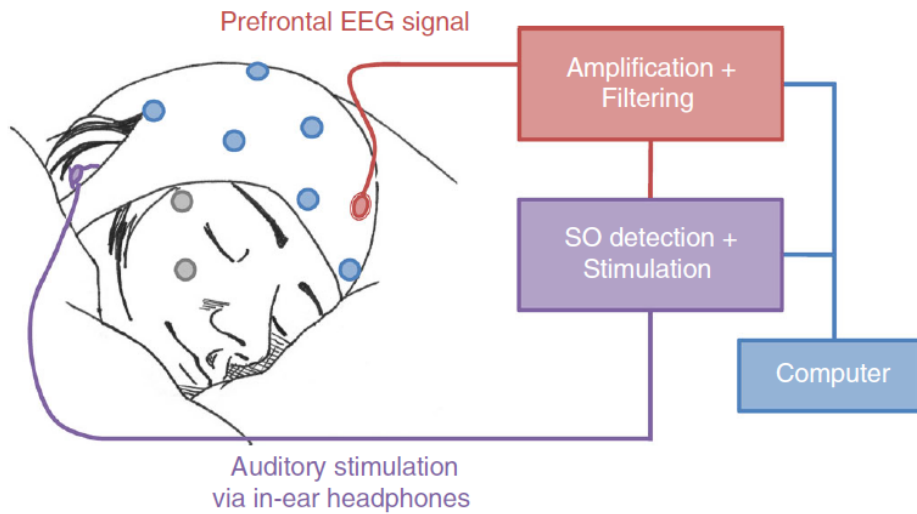 Prefrontal EEG signal
Amplification +
Filtering
SO detection +
Stimulation
Computer
Auditory stimulation
via in-ear headphones